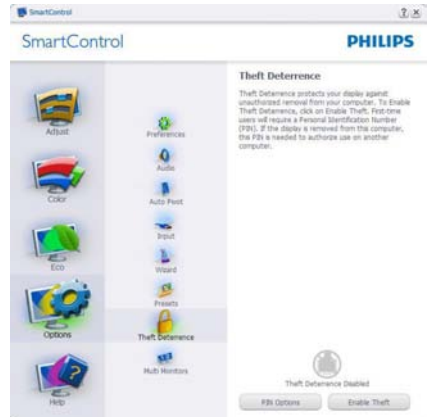 SmartControl
SmartControl
PHILIPS
Adjust
Color
Eco
Options
Help
Preferences
Audio
Auto Pivot
Input
Wizard
Presets
Theft Deterrence
Multi Monitors
Theft Deterrence
Theft Deterrence protects your display against
unauthorized removal from your computer. To Enable
Theft Deterrence, click on Enable Theft. First-time
users will require a Personal Identification Number
(PIN). If the display is removed from this computer,
this PIN is needed to authorize use on another
computer.
Theft Deterrence Disabled
PIN Options
Enable Theft